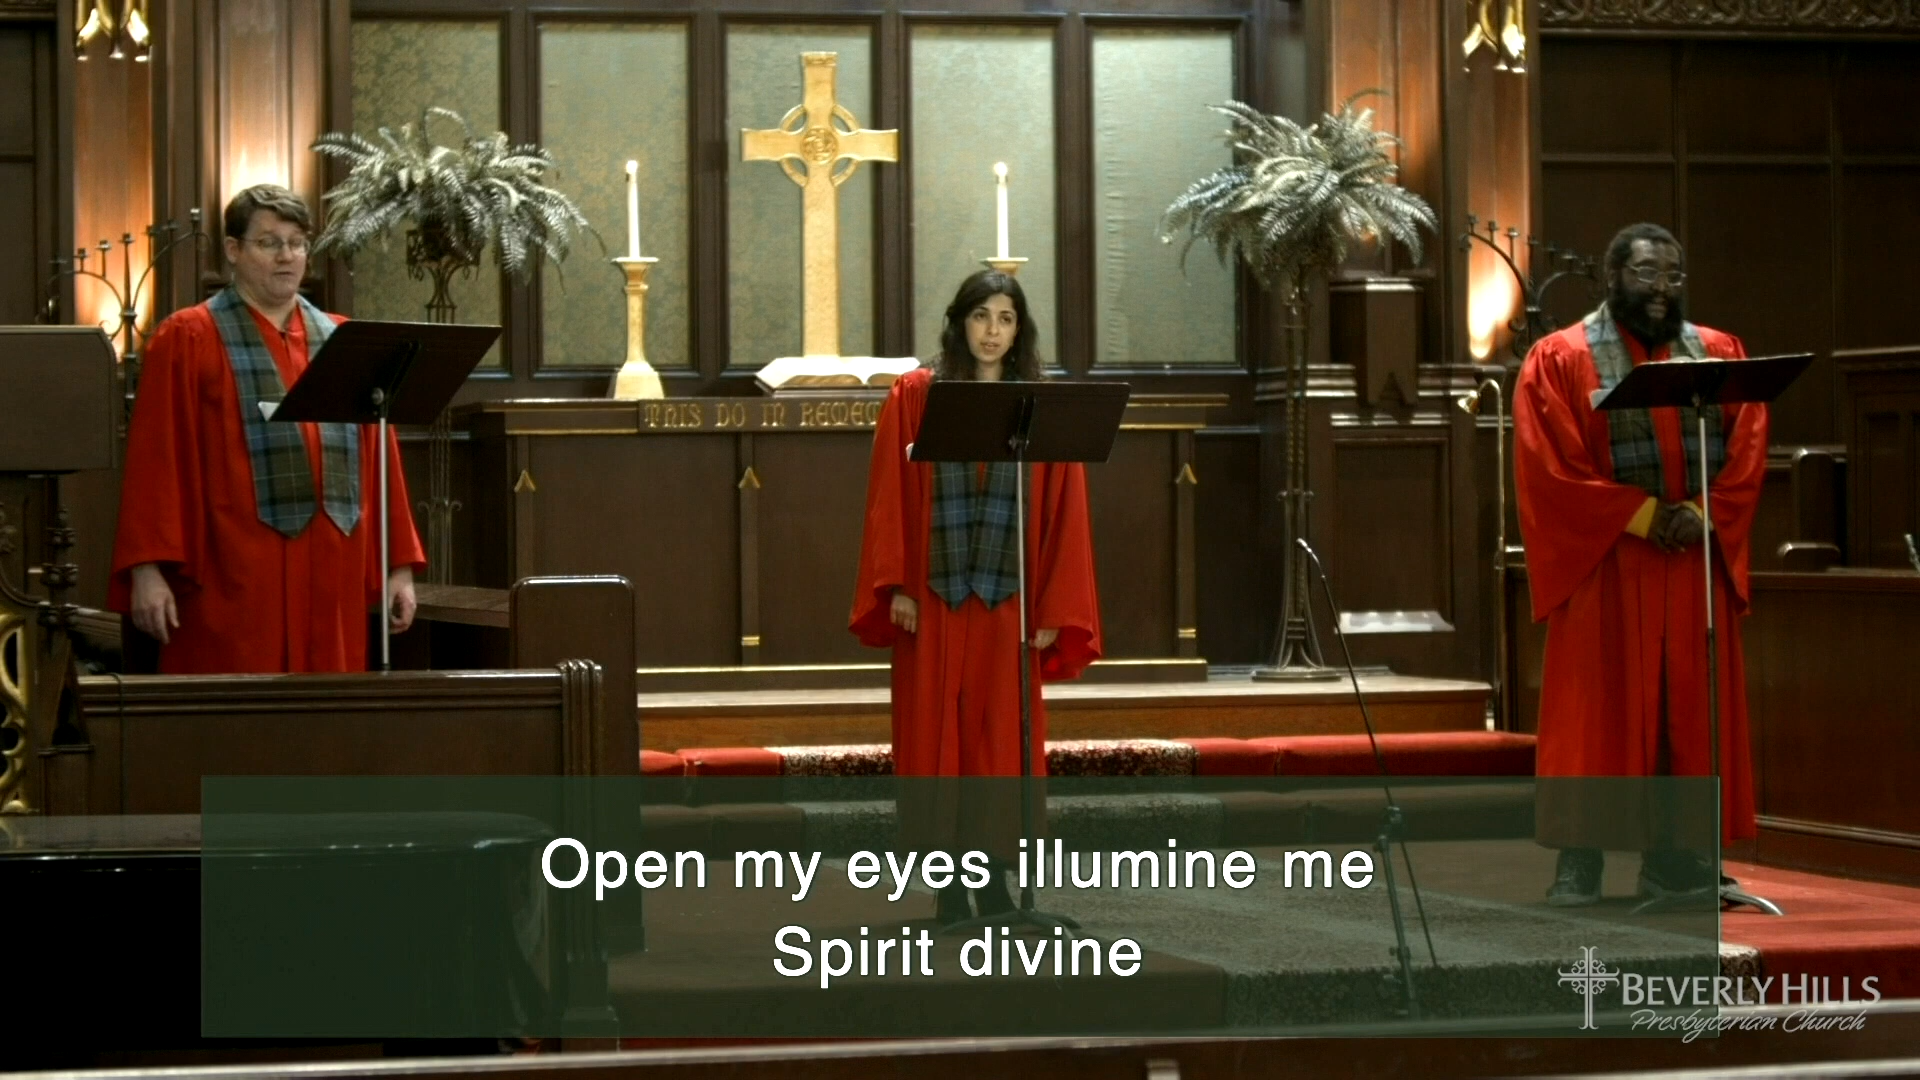 THIS DO IN REMEM
Open my eyes illumine me
Spirit divine
BEVERLY HILLS
Presbyterian Church